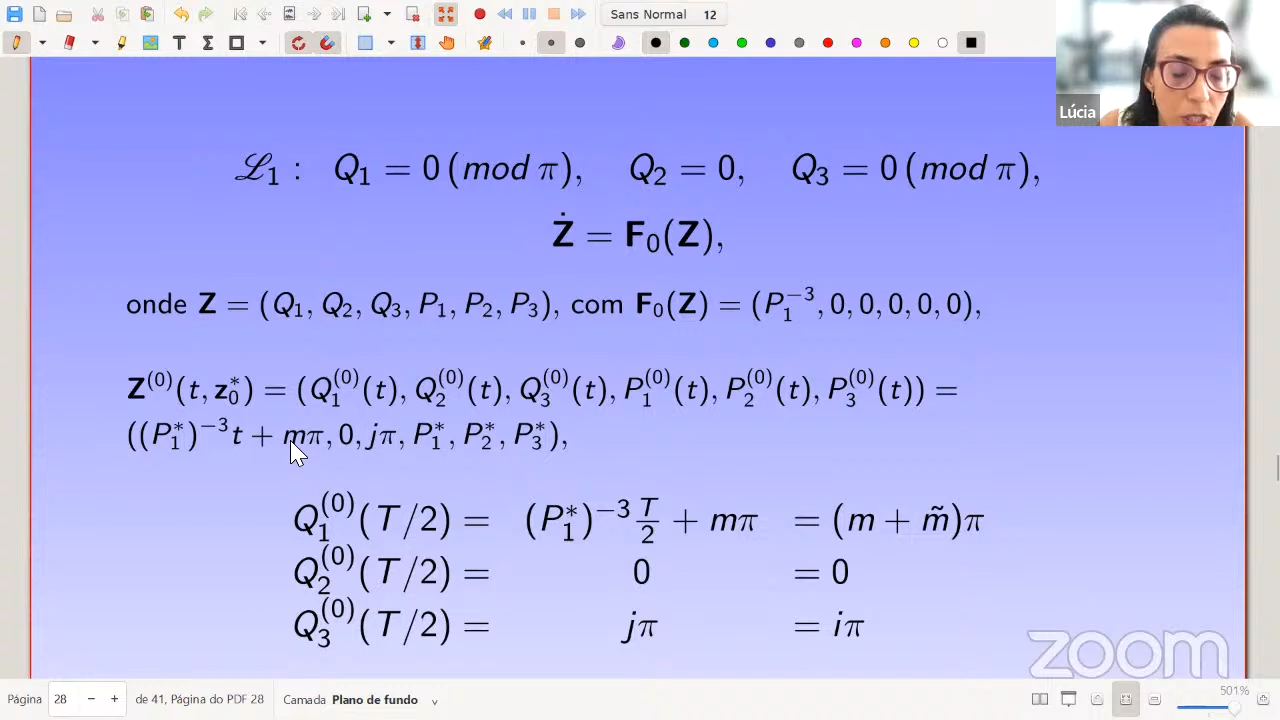 Sans Normal 12
Lúcia
ℒ₁ : Q₁ = 0 (mod π), Q₂ = 0, Q₃ = 0 (mod π),
Ż = F₀(Z),
onde Z = (Q₁, Q₂, Q₃, P₁, P₂, P₃), com F₀(Z) = (P₁⁻³, 0, 0, 0, 0, 0),
Z⁽⁰⁾(t, z₀*) = (Q₁⁽⁰⁾(t), Q₂⁽⁰⁾(t), Q₃⁽⁰⁾(t), P₁⁽⁰⁾(t), P₂⁽⁰⁾(t), P₃⁽⁰⁾(t)) =
((P₁*)⁻³t + mπ, 0, jπ, P₁*, P₂*, P₃*),
Q₁⁽⁰⁾(T/2) = (P₁*)⁻³ T/2 + mπ = (m + m̃)π
Q₂⁽⁰⁾(T/2) = 0 = 0
Q₃⁽⁰⁾(T/2) = jπ = iπ
zoom
501%
Página 28 − + de 41, Página do PDF 28 Camada Plano de fundo